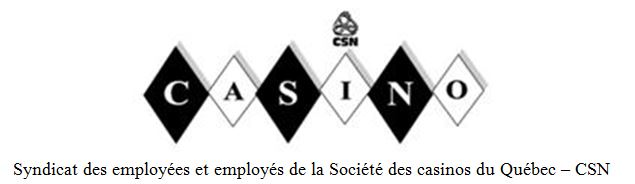 CSN
CASINO
Syndicat des employées et employés de la Société des casinos du Québec – CSN